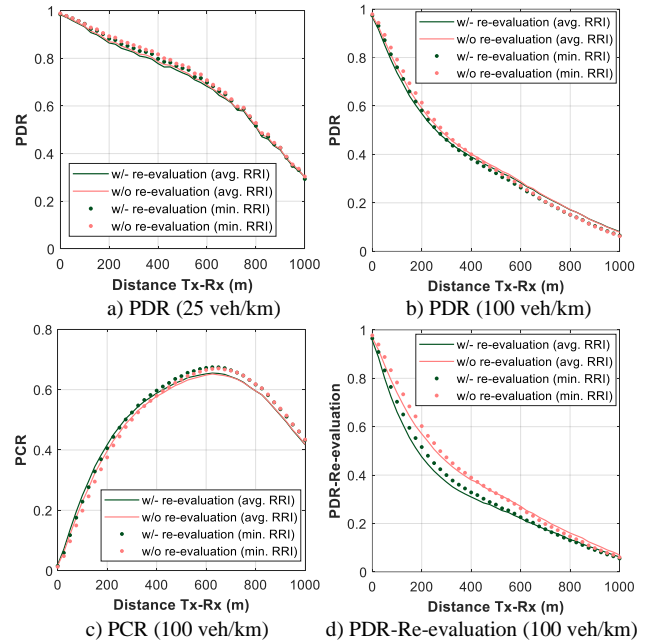 1
0.8
0.6
0.4
0.2
0
PDR
w/- re-evaluation (avg. RRI)
w/o re-evaluation (avg. RRI)
w/- re-evaluation (min. RRI)
w/o re-evaluation (min. RRI)
0 200 400 600 800 1000
Distance Tx-Rx (m)
a) PDR (25 veh/km)
1
0.8
0.6
0.4
0.2
0
PDR
w/- re-evaluation (avg. RRI)
w/o re-evaluation (avg. RRI)
w/- re-evaluation (min. RRI)
w/o re-evaluation (min. RRI)
0 200 400 600 800 1000
Distance Tx-Rx (m)
b) PDR (100 veh/km)
0.8
0.6
0.4
0.2
0
PCR
w/- re-evaluation (avg. RRI)
w/o re-evaluation (avg. RRI)
w/- re-evaluation (min. RRI)
w/o re-evaluation (min. RRI)
0 200 400 600 800 1000
Distance Tx-Rx (m)
c) PCR (100 veh/km)
1
0.8
0.6
0.4
0.2
0
PDR-Re-evaluation
w/- re-evaluation (avg. RRI)
w/o re-evaluation (avg. RRI)
w/- re-evaluation (min. RRI)
w/o re-evaluation (min. RRI)
0 200 400 600 800 1000
Distance Tx-Rx (m)
d) PDR-Re-evaluation (100 veh/km)